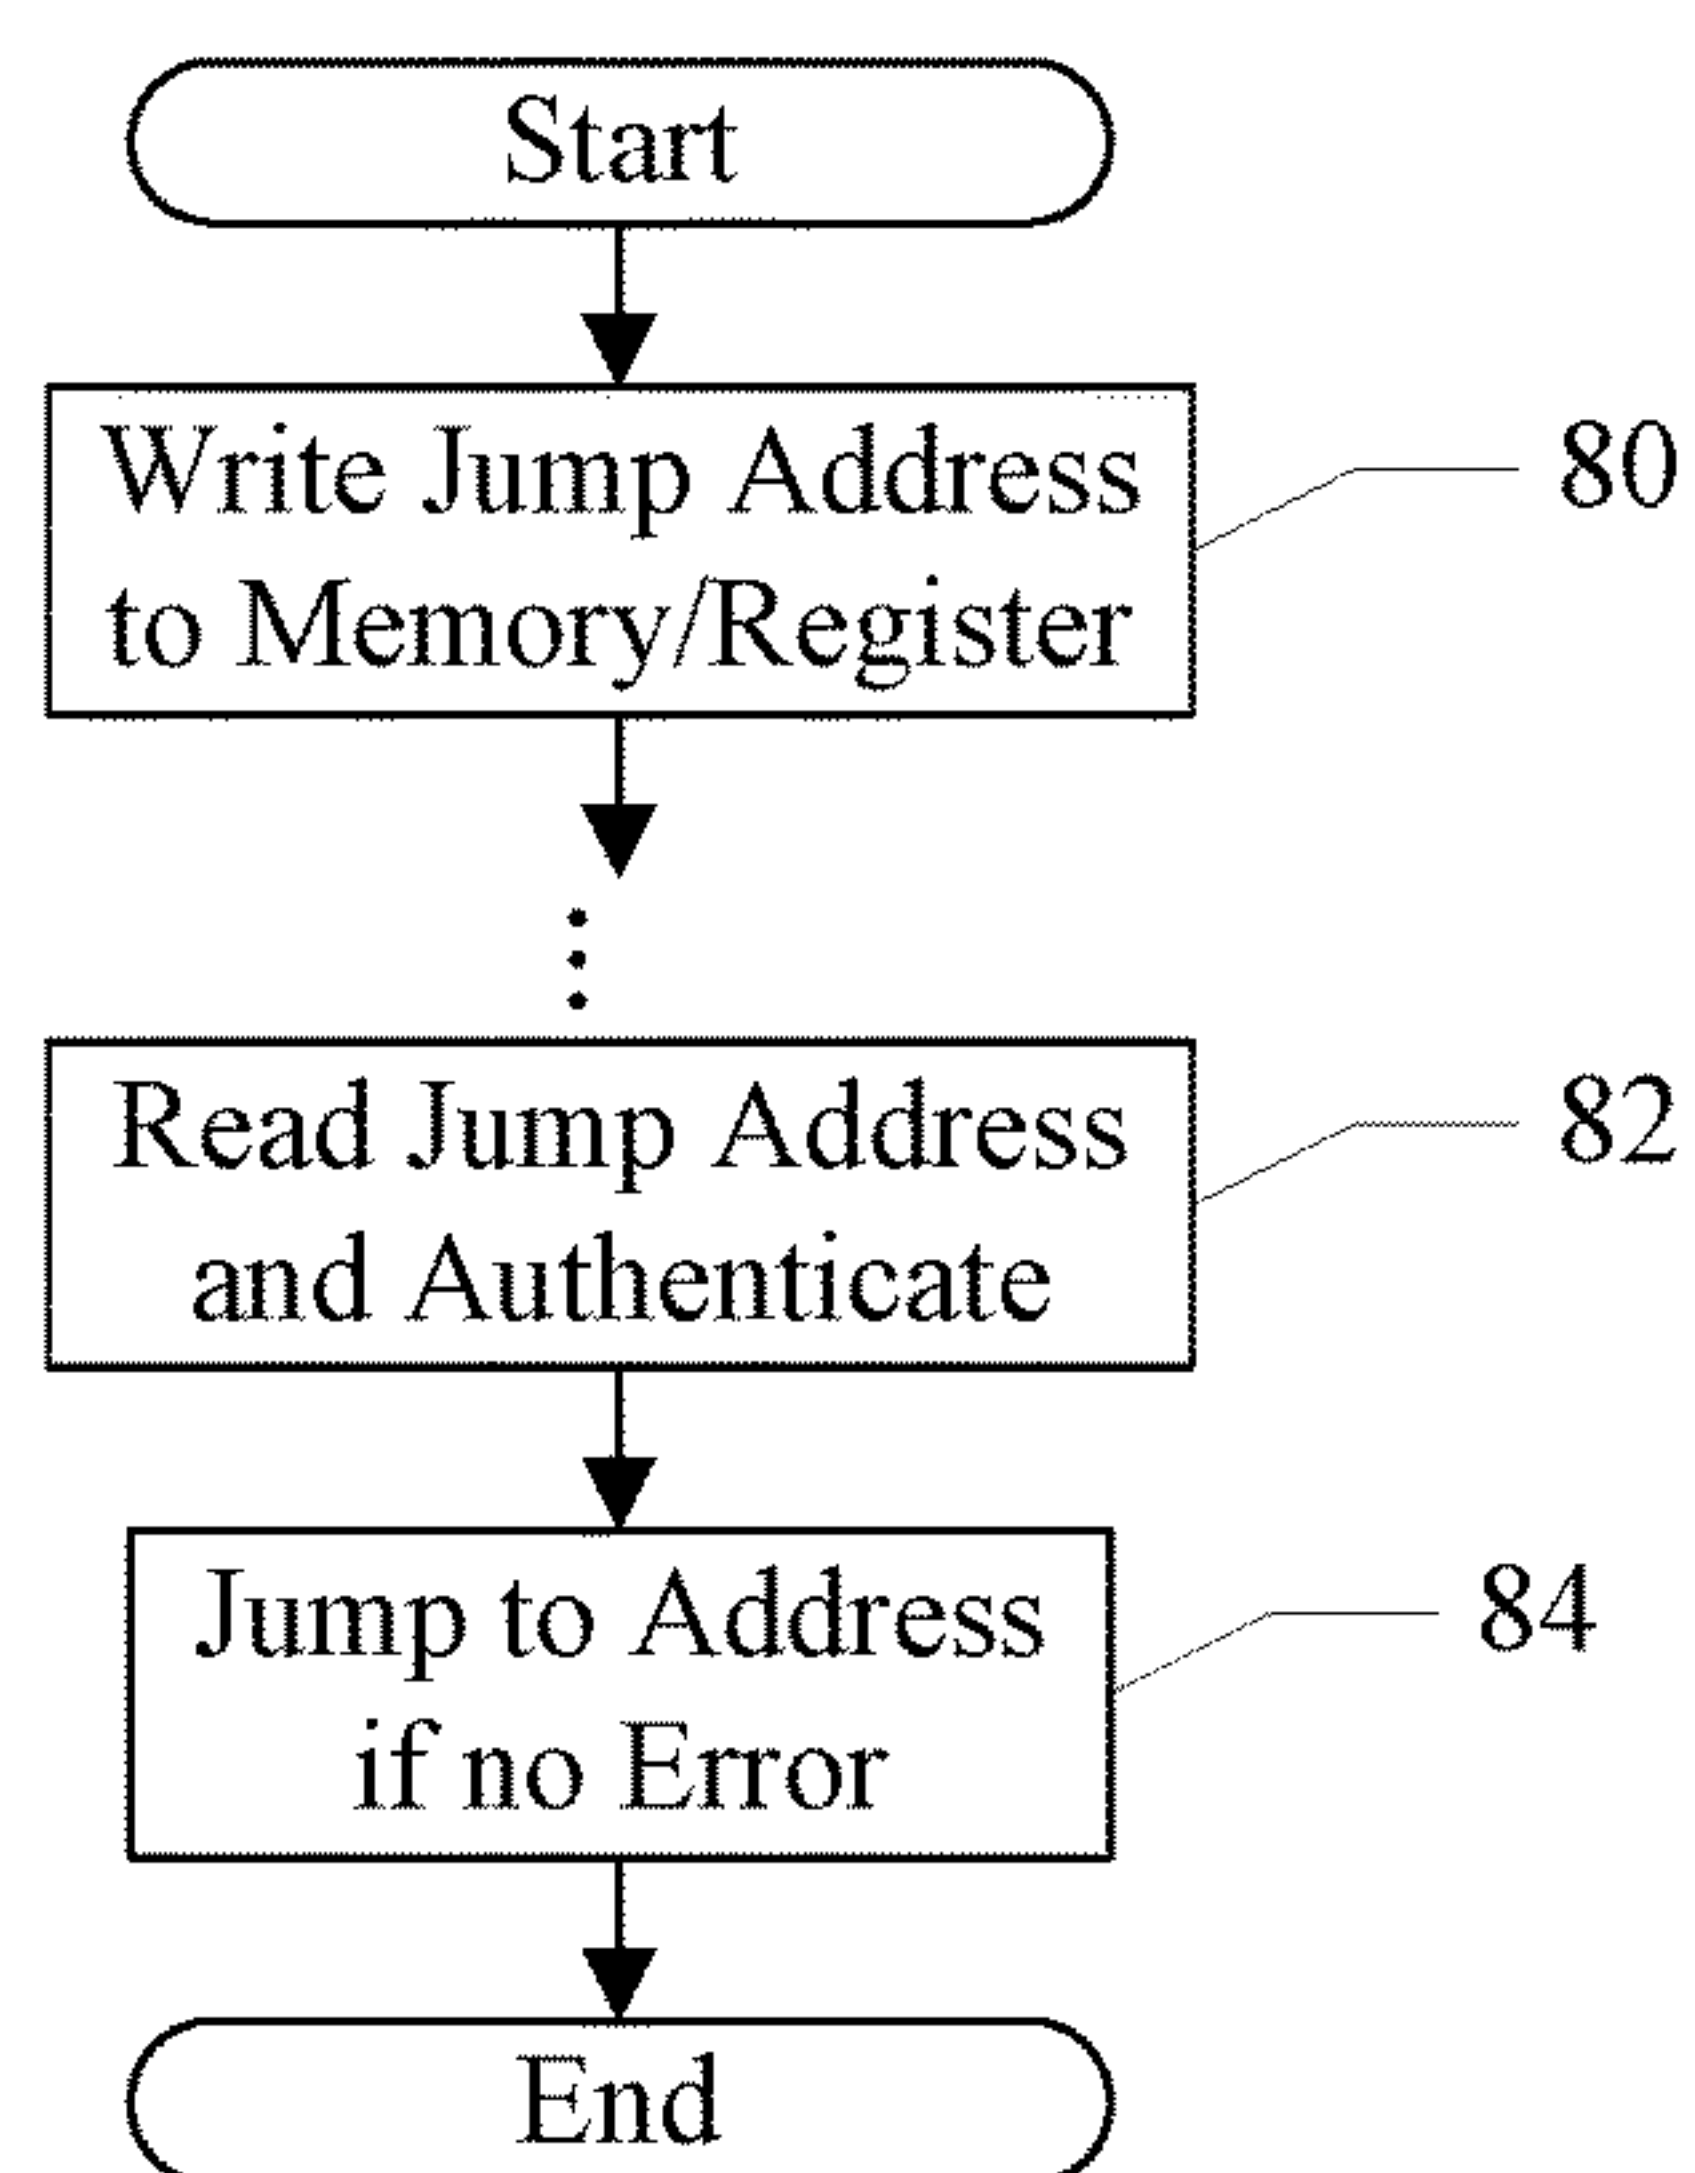 Start
Write Jump Address
to Memory/Register
80
Read Jump Address
and Authenticate
82
Jump to Address
if no Error
84
End